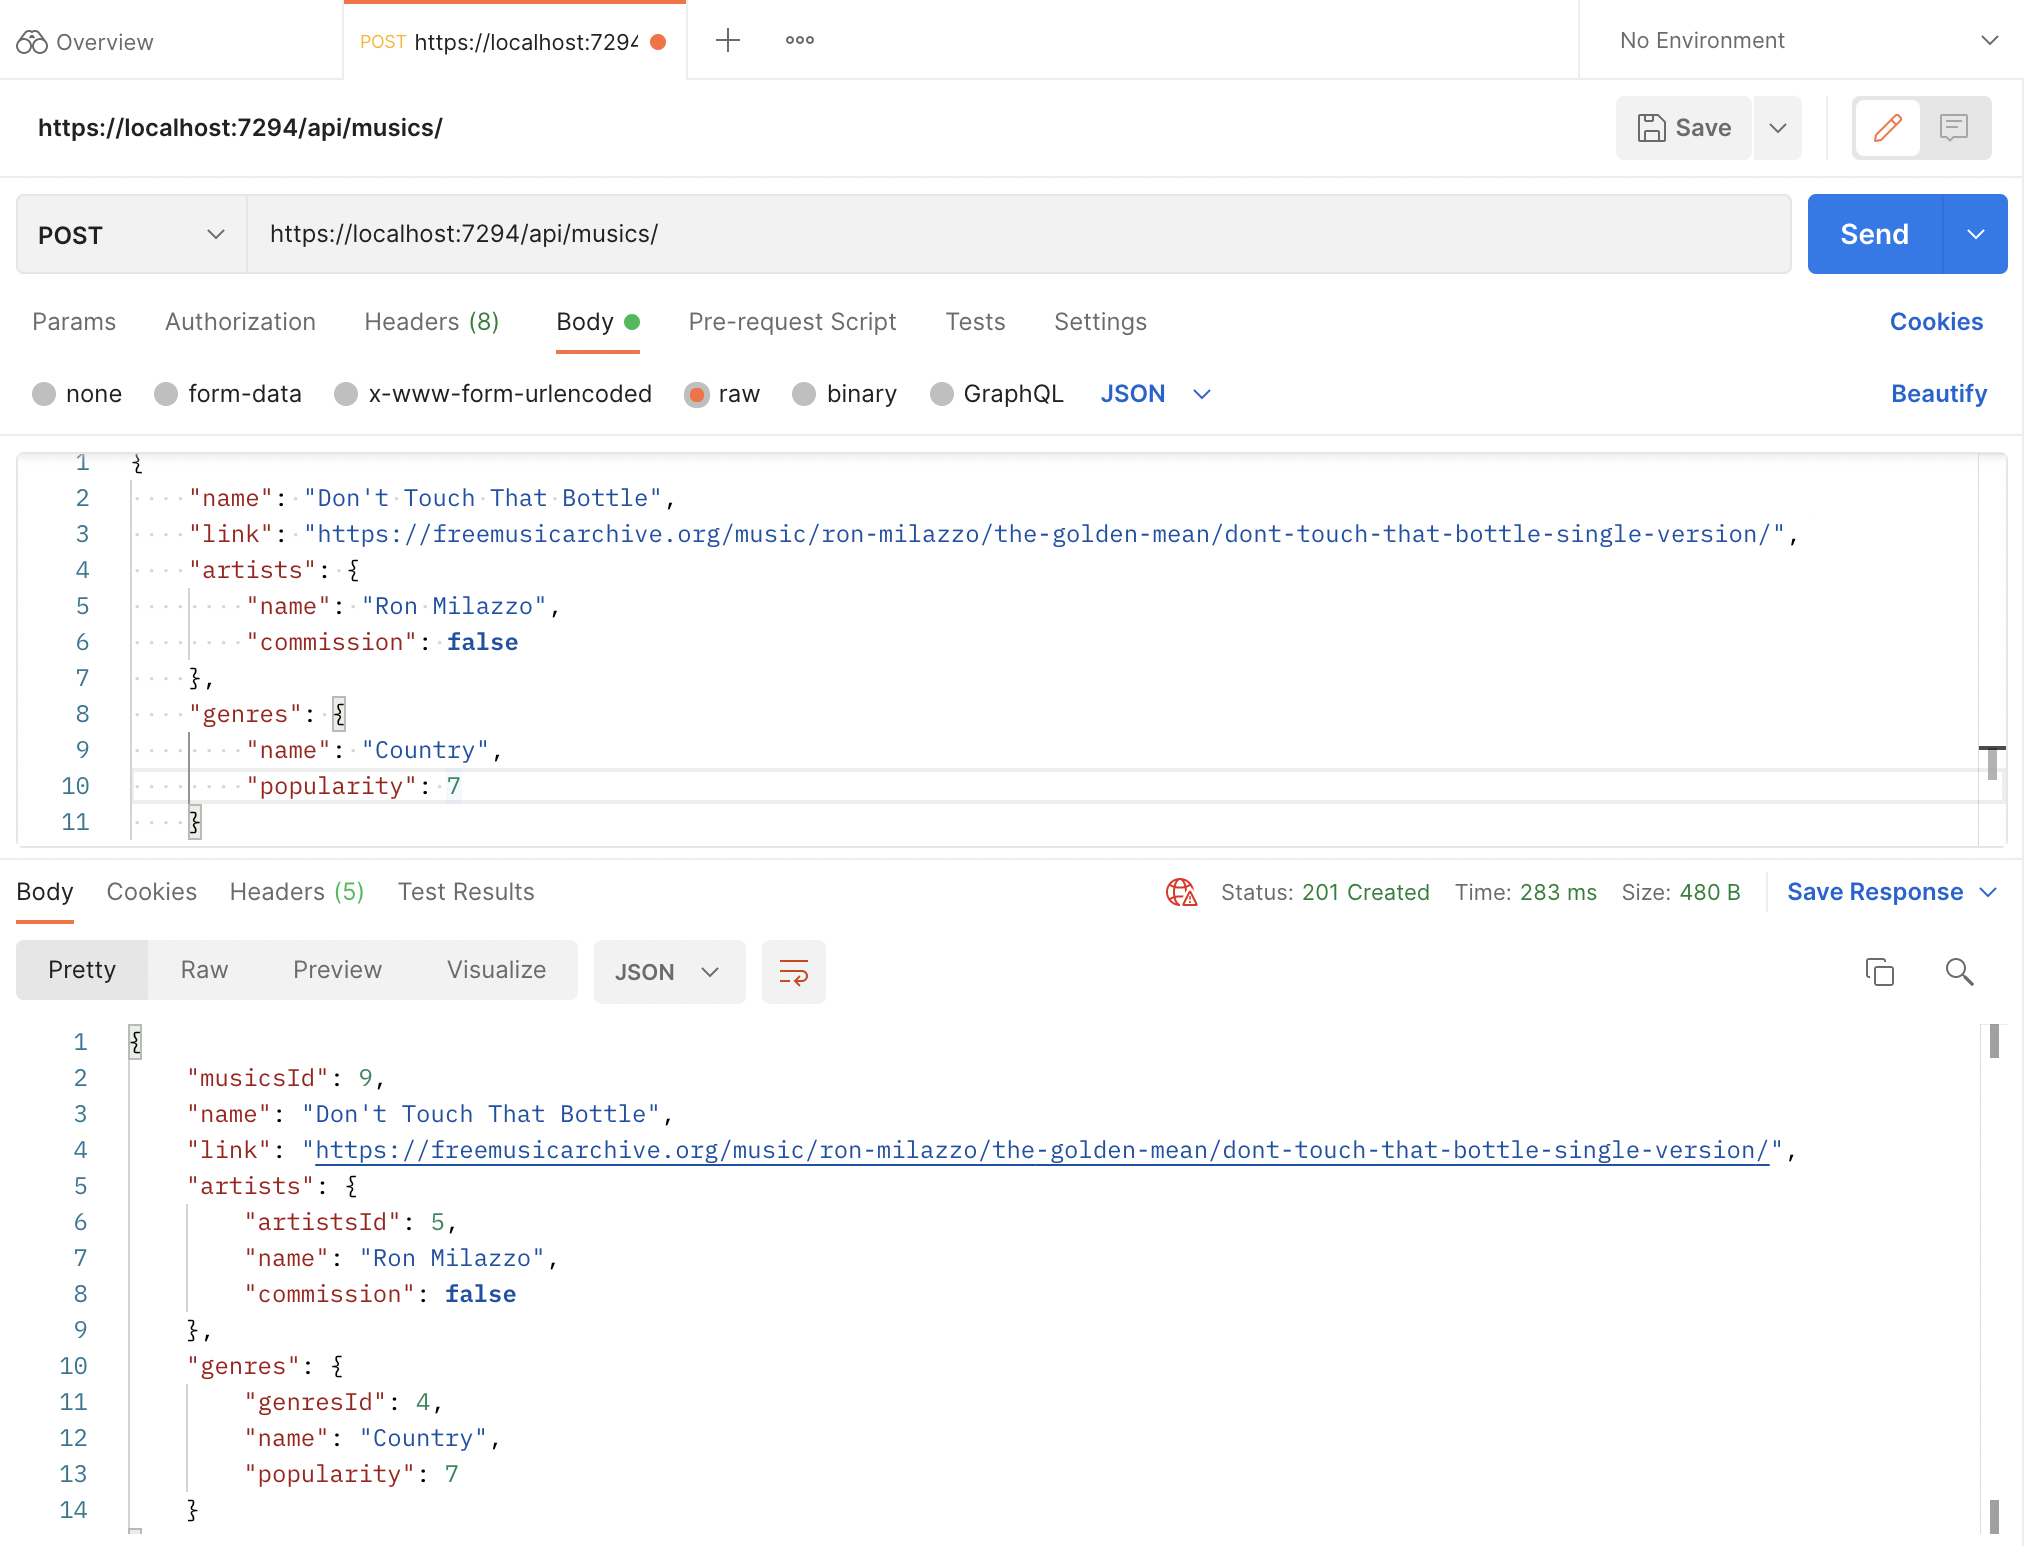 Overview
POST https://localhost:7294
No Environment
https://localhost:7294/api/musics/
Save
POST https://localhost:7294/api/musics/ Send
Params Authorization Headers (8) Body Pre-request Script Tests Settings Cookies
none form-data x-www-form-urlencoded raw binary GraphQL JSON Beautify
1 {
2 "name": "Don't Touch That Bottle",
3 "link": "https://freemusicarchive.org/music/ron-milazzo/the-golden-mean/dont-touch-that-bottle-single-version/",
4 "artists": {
5 "name": "Ron Milazzo",
6 "commission": false
7 },
8 "genres": {
9 "name": "Country",
10 "popularity": 7
11 }
Body Cookies Headers (5) Test Results Status: 201 Created Time: 283 ms Size: 480 B Save Response
Pretty Raw Preview Visualize JSON
1 {
2 "musicsId": 9,
3 "name": "Don't Touch That Bottle",
4 "link": "https://freemusicarchive.org/music/ron-milazzo/the-golden-mean/dont-touch-that-bottle-single-version/",
5 "artists": {
6 "artistsId": 5,
7 "name": "Ron Milazzo",
8 "commission": false
9 },
10 "genres": {
11 "genresId": 4,
12 "name": "Country",
13 "popularity": 7
14 }